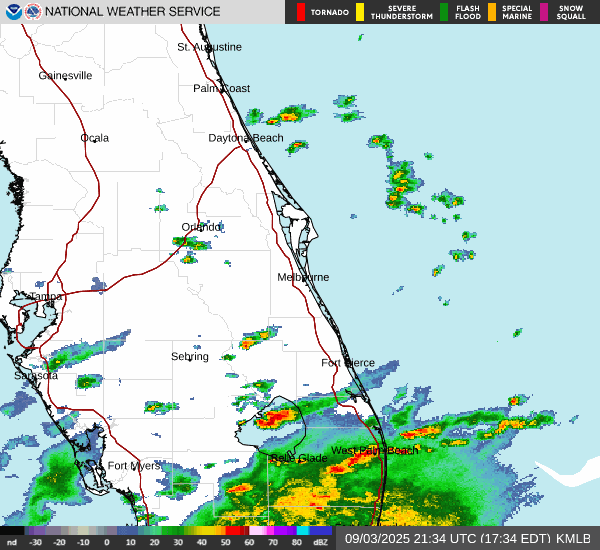 NATIONAL WEATHER SERVICE
TORNADO
SEVERE THUNDERSTORM
FLASH FLOOD
SPECIAL MARINE
SNOW SQUALL
St. Augustine
Gainesville
Palm Coast
Ocala
Daytona Beach
Orlando
Melbourne
Tampa
Sebring
Fort Pierce
Sarasota
West Palm Beach
Belle Glade
Fort Myers
nd -30 -20 -10 0 10 20 30 40 50 60 70 80 dBZ
09/03/2025 21:34 UTC (17:34 EDT) KMLB